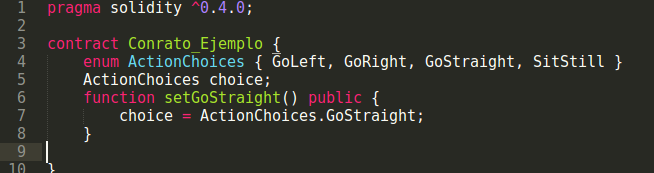 1 pragma solidity ^0.4.0;
2
3 contract Conrato_Ejemplo {
4 enum ActionChoices { GoLeft, GoRight, GoStraight, SitStill }
5 ActionChoices choice;
6 function setGoStraight() public {
7 choice = ActionChoices.GoStraight;
8 }
9
10 }